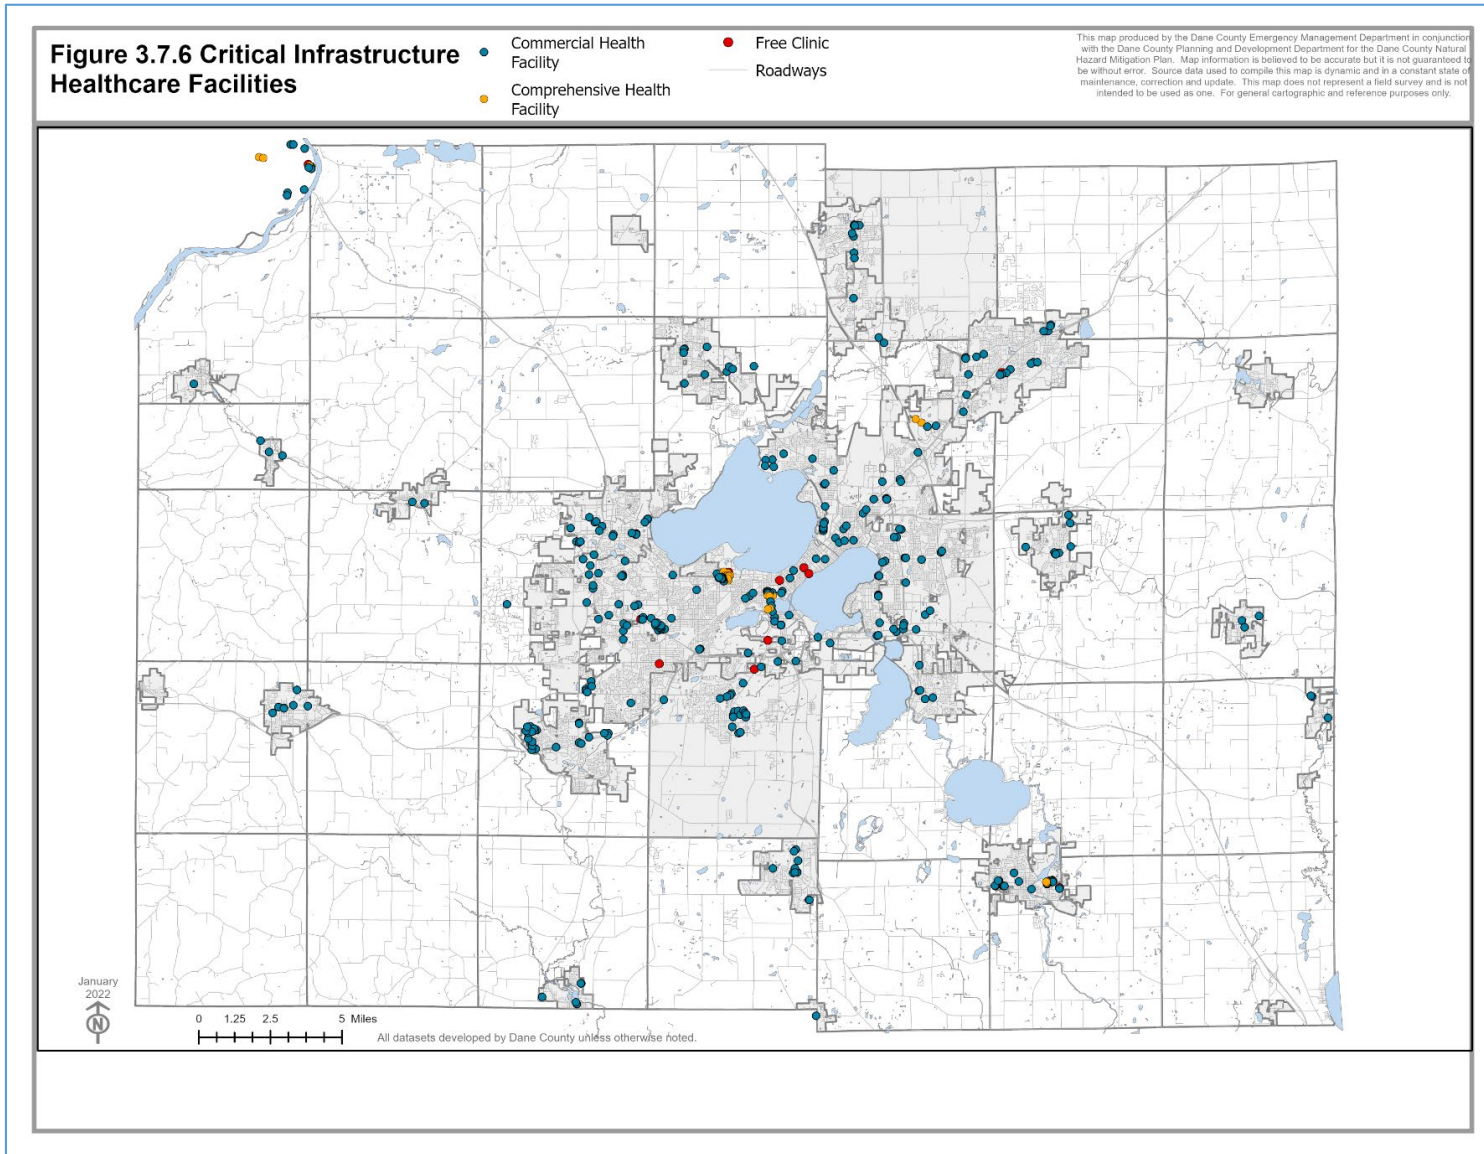 Figure 3.7.6 Critical Infrastructure
Healthcare Facilities
Commercial Health
Facility
Comprehensive Health
Facility
Free Clinic
Roadways
This map produced by the Dane County Emergency Management Department in conjunction
with the Dane County Planning and Development Department for the Dane County Natural
Hazard Mitigation Plan. Map information is believed to be accurate but it is not guaranteed to
be without error. Source data used to compile this map is dynamic and in a constant state of
maintenance, correction and update. This map does not represent a field survey and is not
intended to be used as one. For general cartographic and reference purposes only.
January
2022
N
0 1.25 2.5 5 Miles
All datasets developed by Dane County unless otherwise noted.